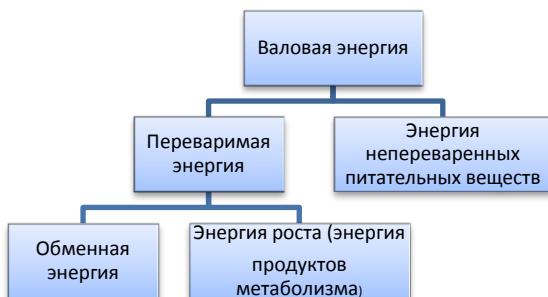 Валовая энергия
Переваримая
энергия
Энергия
непереваренных
питательных веществ
Обменная
энергия
Энергия роста (энергия
продуктов
метаболизма)